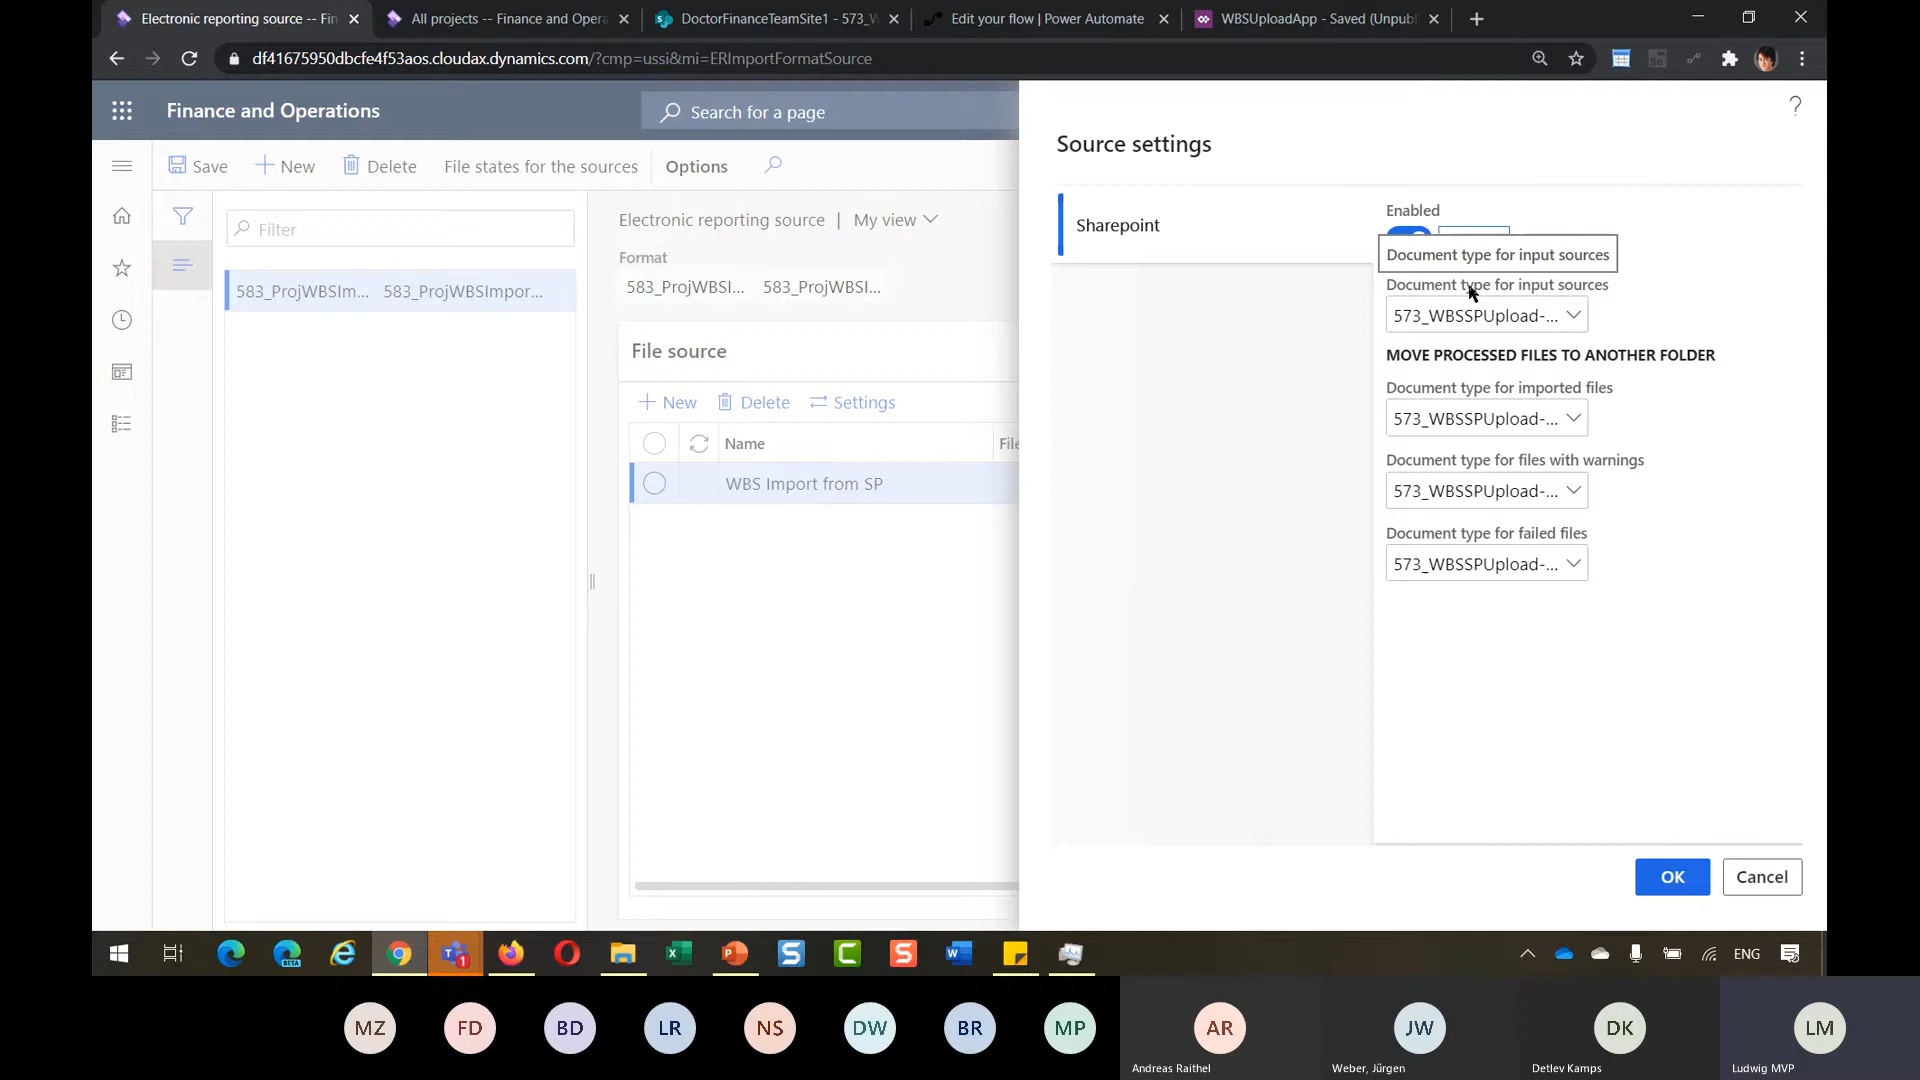 Electronic reporting source -- Fin
All projects -- Finance and Opera
DoctorFinanceTeamSite1 - 573_W
Edit your flow | Power Automate
WBSUploadApp - Saved (Unpubl
df41675950dbcfe4f53aos.cloudax.dynamics.com/?cmp=ussi&mi=ERImportFormatSource
Finance and Operations
Search for a page
?
Save
New
Delete
File states for the sources
Options
Filter
583_ProjWBSIm... 583_ProjWBSImpor...
Electronic reporting source | My view
Format
583_ProjWBSI... 583_ProjWBSI...
File source
New
Delete
Settings
Name
File
WBS Import from SP
Source settings
Sharepoint
Enabled
Document type for input sources
Document type for input sources
573_WBSSPUpload-...
MOVE PROCESSED FILES TO ANOTHER FOLDER
Document type for imported files
573_WBSSPUpload-...
Document type for files with warnings
573_WBSSPUpload-...
Document type for failed files
573_WBSSPUpload-...
OK
Cancel
BETA
1
ENG
MZ
FD
BD
LR
NS
DW
BR
MP
AR
JW
DK
LM
Andreas Raithel
Weber, Jürgen
Detlev Kamps
Ludwig MVP